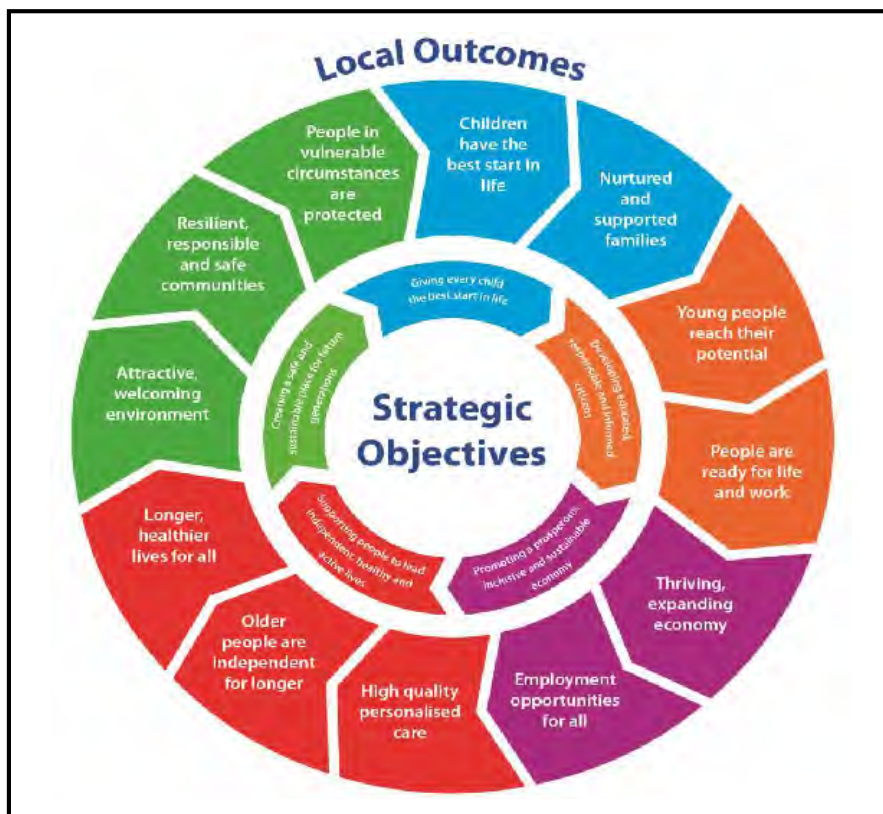 Local Outcomes
Children
have the
best start in
life
Nurtured
and
supported
families
Young people
reach their
potential
People are
ready for life
and work
Thriving,
expanding
economy
Employment
opportunities
for all
High quality
personalised
care
Older
people are
independent
for longer
Longer,
healthier
lives for all
Attractive,
welcoming
environment
Resilient,
responsible
and safe
communities
People in
vulnerable
circumstances
are
protected
Strategic
Objectives
Giving every child
the best start in life
Developing educated,
responsible and informed
citizens
Promoting a prosperous,
inclusive and sustainable
economy
Supporting people to lead
independent, healthy and
active lives
Creating a safe and
sustainable place for future
generations